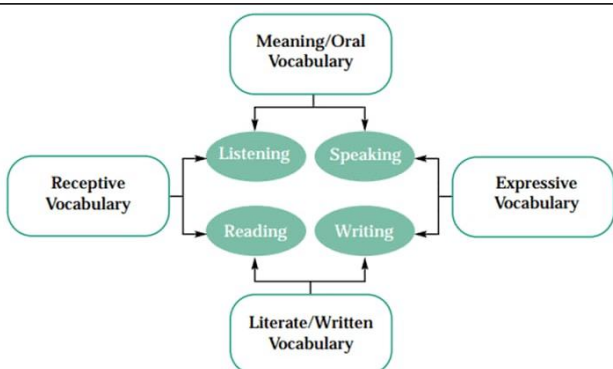 Meaning/Oral
Vocabulary
Listening
Speaking
Receptive
Vocabulary
Expressive
Vocabulary
Reading
Writing
Literate/Written
Vocabulary